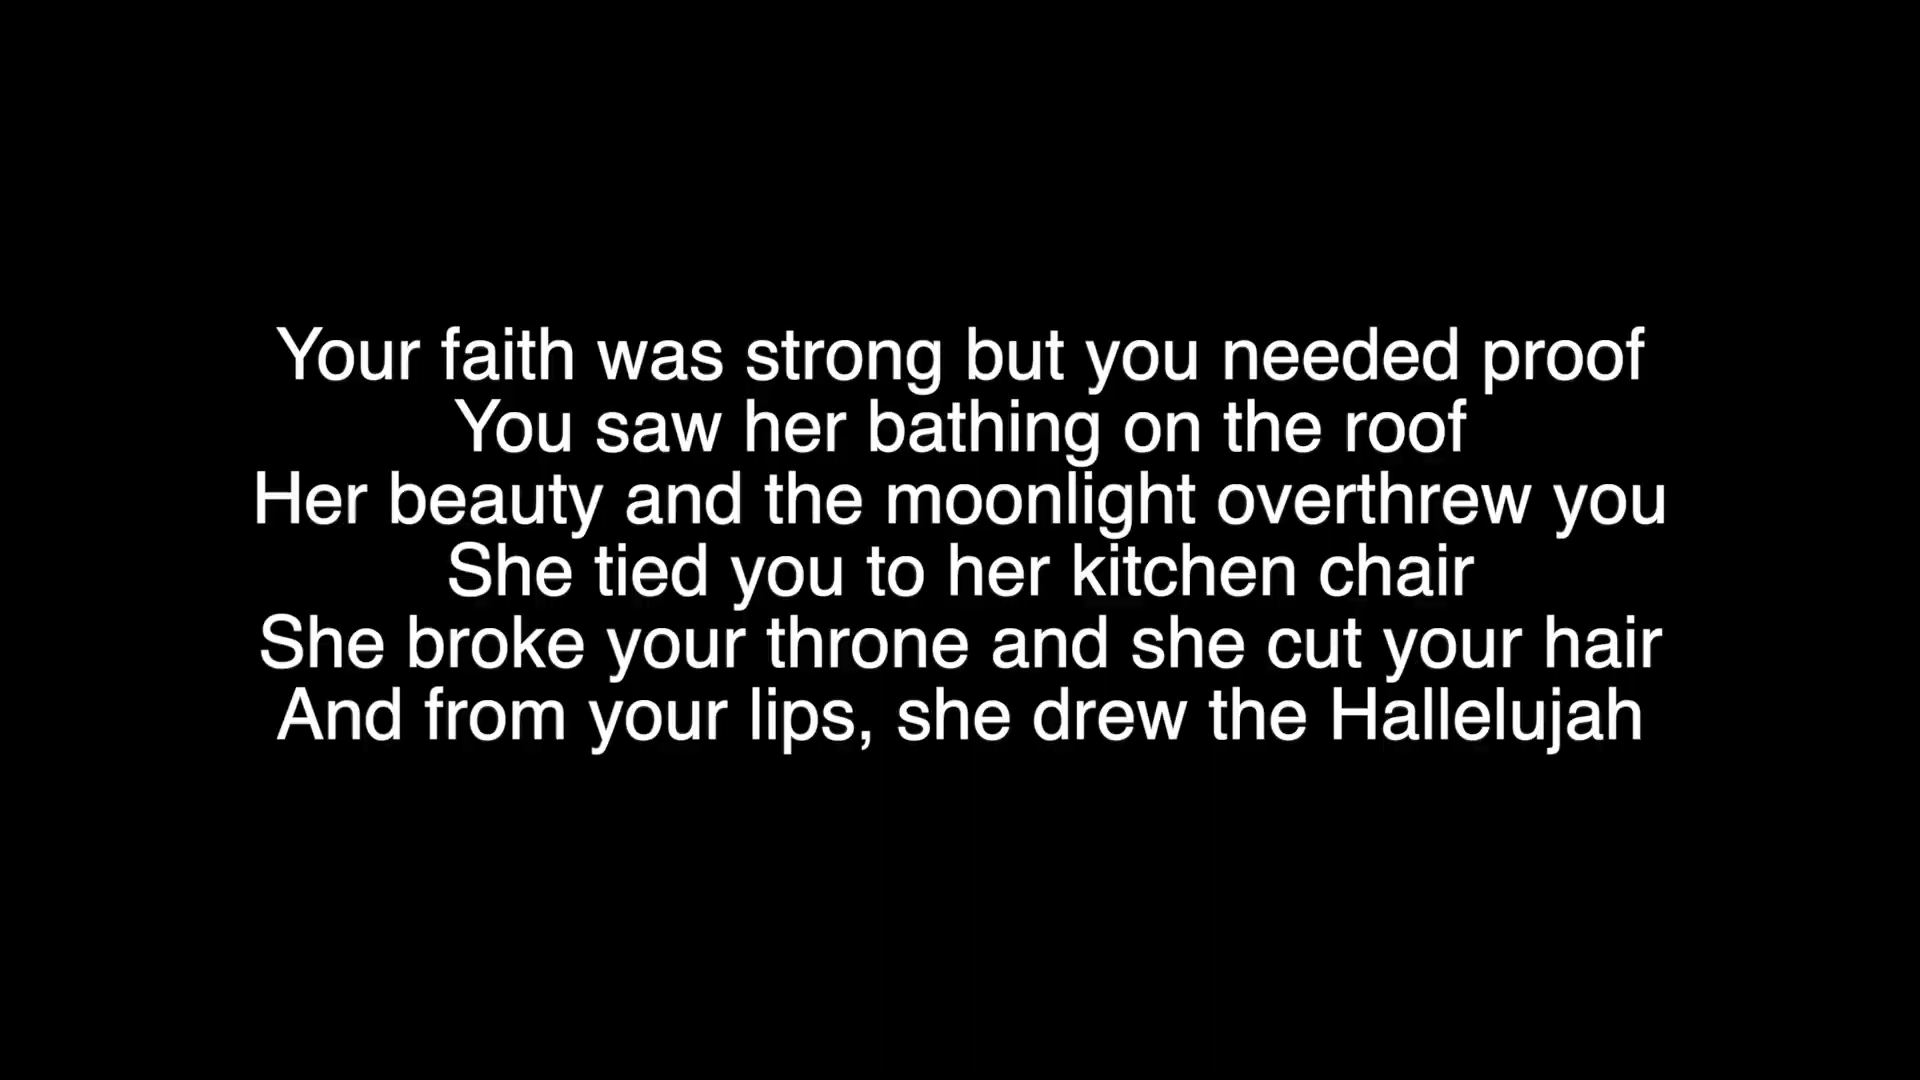 Your faith was strong but you needed proof
You saw her bathing on the roof
Her beauty and the moonlight overthrew you
She tied you to her kitchen chair
She broke your throne and she cut your hair
And from your lips, she drew the Hallelujah